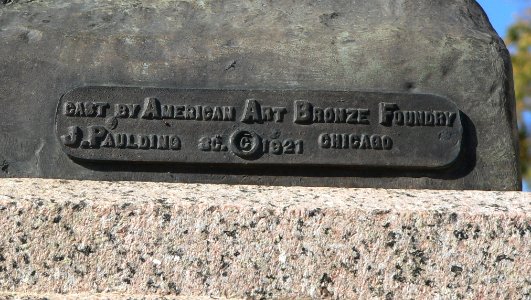 CAST BY AMERICAN ART BRONZE FOUNDRY
J. PAULDING SC. © 1921 CHICAGO